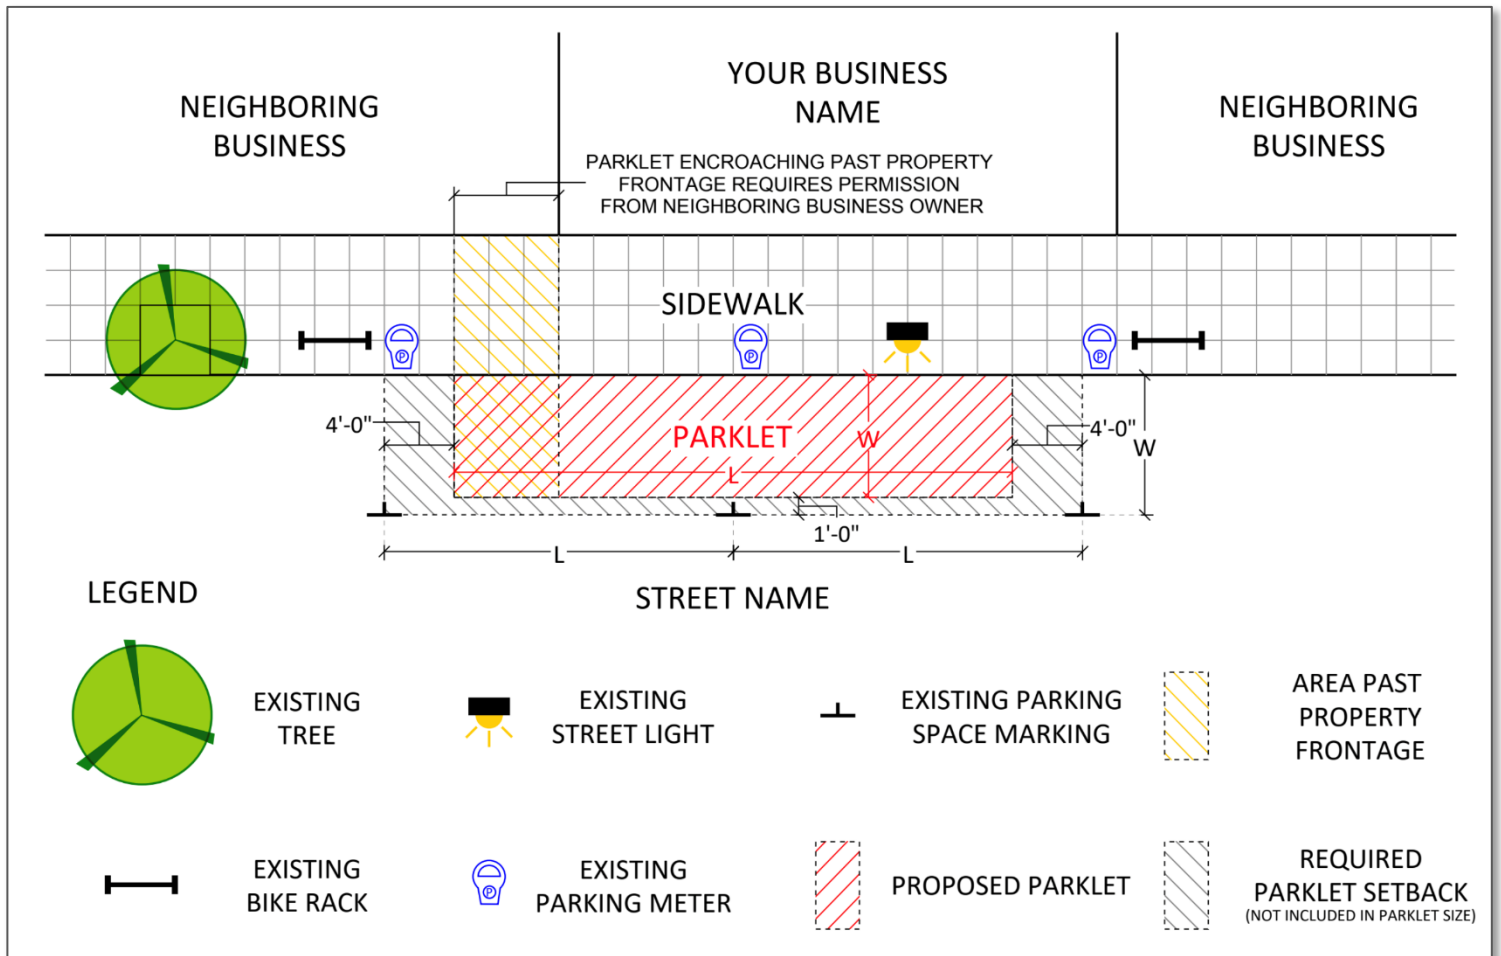 NEIGHBORING
BUSINESS
YOUR BUSINESS
NAME
NEIGHBORING
BUSINESS
PARKLET ENCROACHING PAST PROPERTY
FRONTAGE REQUIRES PERMISSION
FROM NEIGHBORING BUSINESS OWNER
SIDEWALK
P
P
P
4'-0"
PARKLET
W
4'-0"
W
L
1'-0"
L
L
LEGEND
STREET NAME
EXISTING
TREE
EXISTING
STREET LIGHT
EXISTING PARKING
SPACE MARKING
AREA PAST
PROPERTY
FRONTAGE
EXISTING
BIKE RACK
P
EXISTING
PARKING METER
PROPOSED PARKLET
REQUIRED
PARKLET SETBACK
(NOT INCLUDED IN PARKLET SIZE)